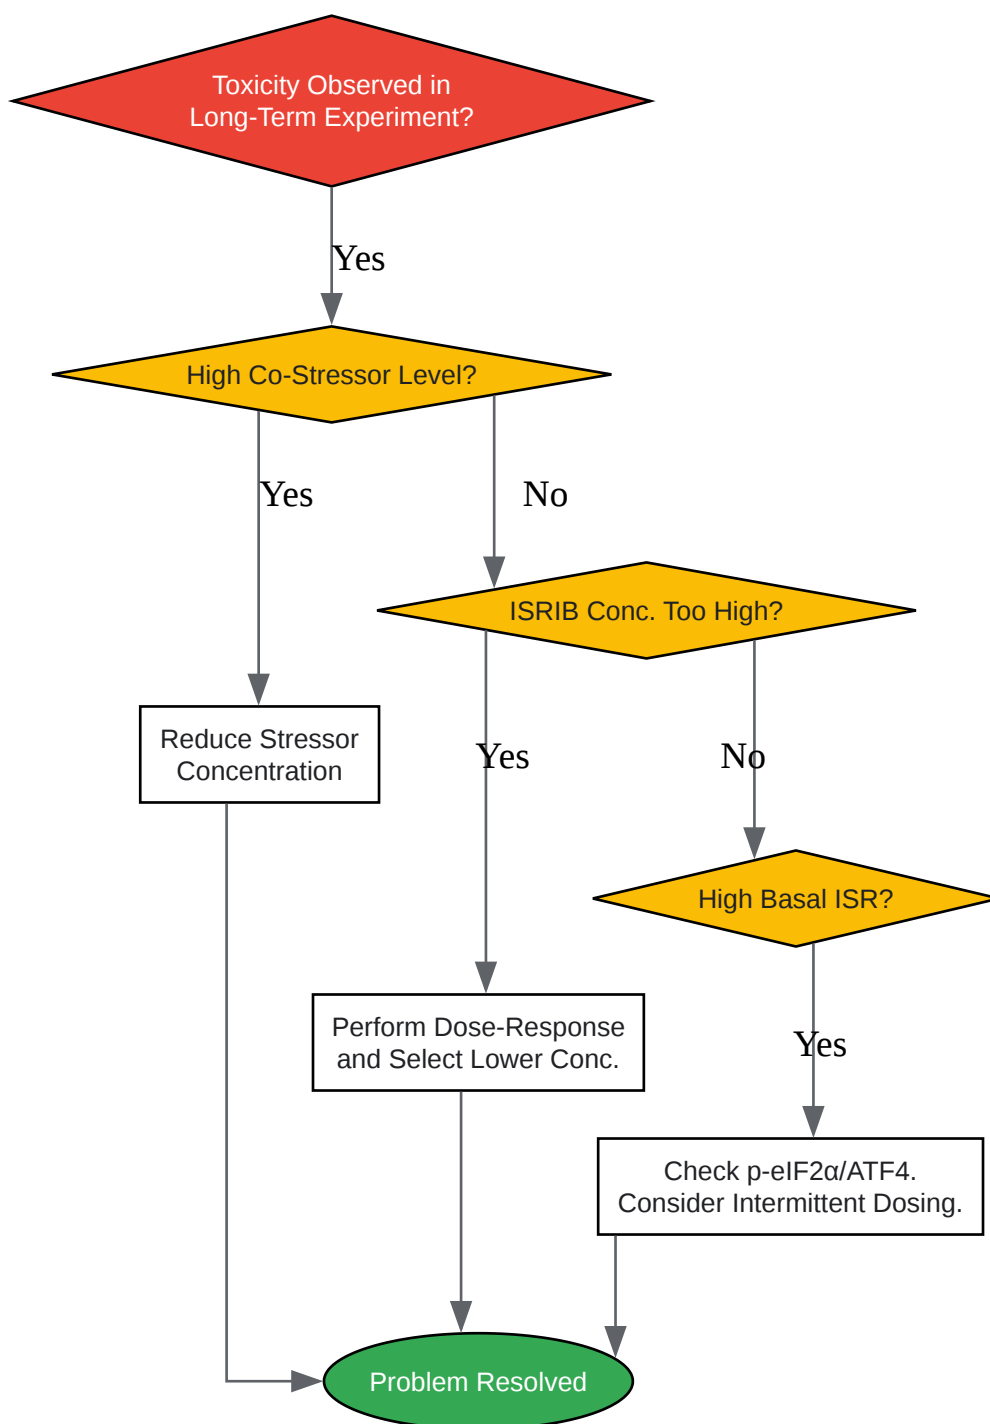 Toxicity Observed in
Long-Term Experiment?
Yes
High Co-Stressor Level?
Yes
No
ISRIB Conc. Too High?
Reduce Stressor
Concentration
Yes
No
High Basal ISR?
Perform Dose-Response
and Select Lower Conc.
Yes
Check p-eIF2α/ATF4.
Consider Intermittent Dosing.
Problem Resolved